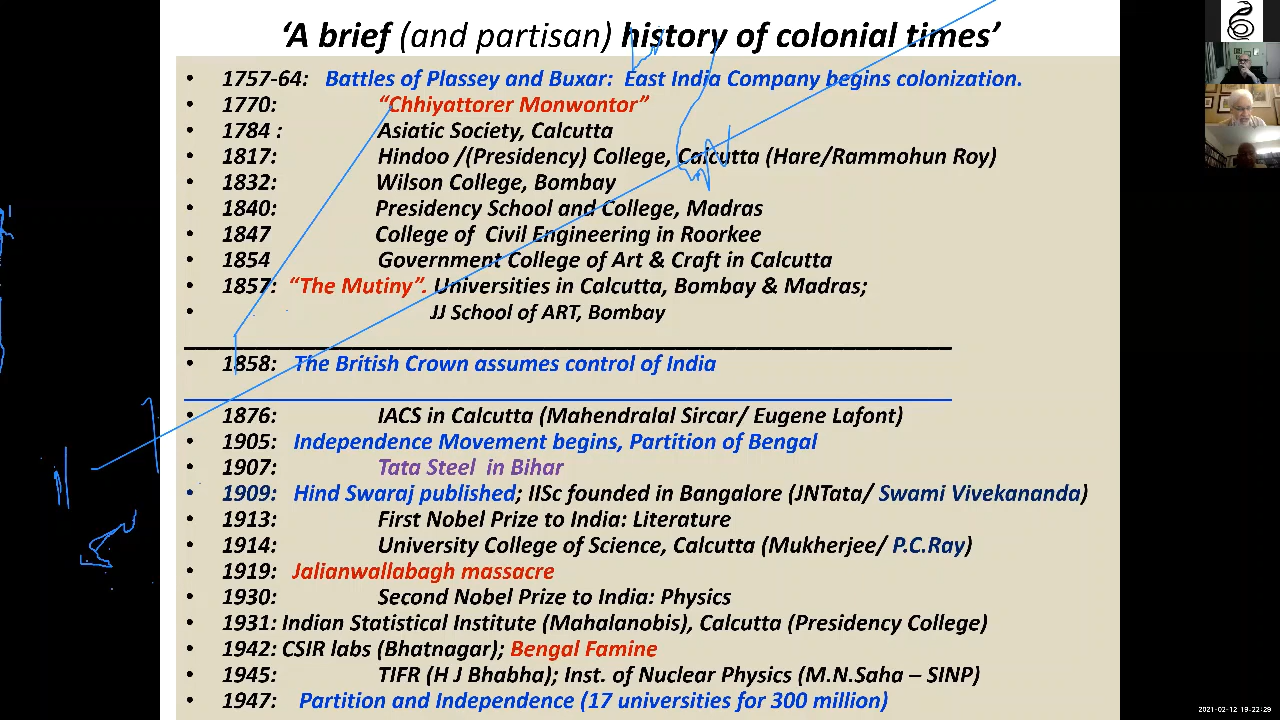 ‘A brief (and partisan) history of colonial times’
• 1757-64: Battles of Plassey and Buxar: East India Company begins colonization.
• 1770: “Chhiyattorer Monwontor”
• 1784 : Asiatic Society, Calcutta
• 1817: Hindoo /(Presidency) College, Calcutta (Hare/Rammohun Roy)
• 1832: Wilson College, Bombay
• 1840: Presidency School and College, Madras
• 1847 College of Civil Engineering in Roorkee
• 1854 Government College of Art & Craft in Calcutta
• 1857: “The Mutiny”. Universities in Calcutta, Bombay & Madras;
• JJ School of ART, Bombay
• 1858: The British Crown assumes control of India
• 1876: IACS in Calcutta (Mahendralal Sircar/ Eugene Lafont)
• 1905: Independence Movement begins, Partition of Bengal
• 1907: Tata Steel in Bihar
• 1909: Hind Swaraj published; IISc founded in Bangalore (JNTata/ Swami Vivekananda)
• 1913: First Nobel Prize to India: Literature
• 1914: University College of Science, Calcutta (Mukherjee/ P.C.Ray)
• 1919: Jalianwallabagh massacre
• 1930: Second Nobel Prize to India: Physics
• 1931: Indian Statistical Institute (Mahalanobis), Calcutta (Presidency College)
• 1942: CSIR labs (Bhatnagar); Bengal Famine
• 1945: TIFR (H J Bhabha); Inst. of Nuclear Physics (M.N.Saha – SINP)
• 1947: Partition and Independence (17 universities for 300 million)
2021-02-12 19:22:29